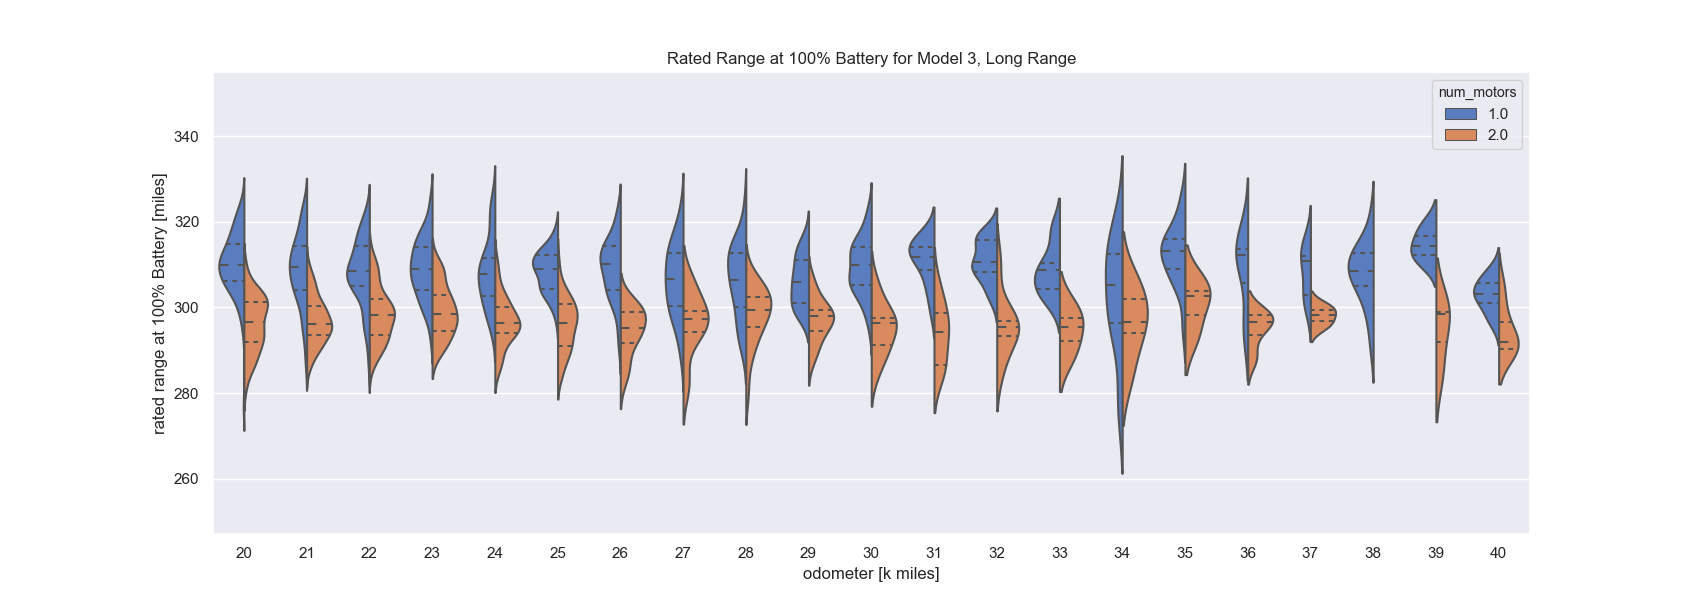 Rated Range at 100% Battery for Model 3, Long Range
num_motors
1.0
2.0
rated range at 100% Battery [miles]
340
320
300
280
260
20 21 22 23 24 25 26 27 28 29 30 31 32 33 34 35 36 37 38 39 40
odometer [k miles]